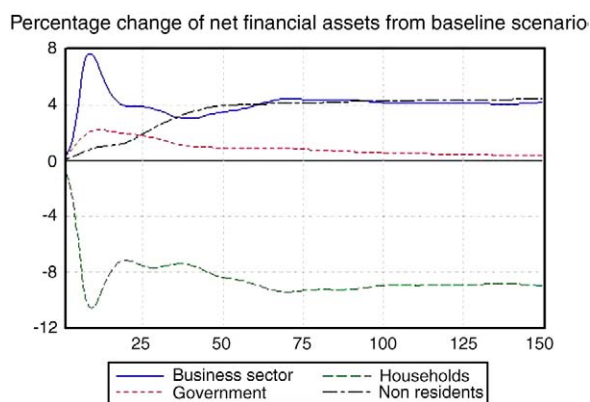 Percentage change of net financial assets from baseline scenario
8
4
0
-4
-8
-12
25 50 75 100 125 150
Business sector Households
Government Non residents